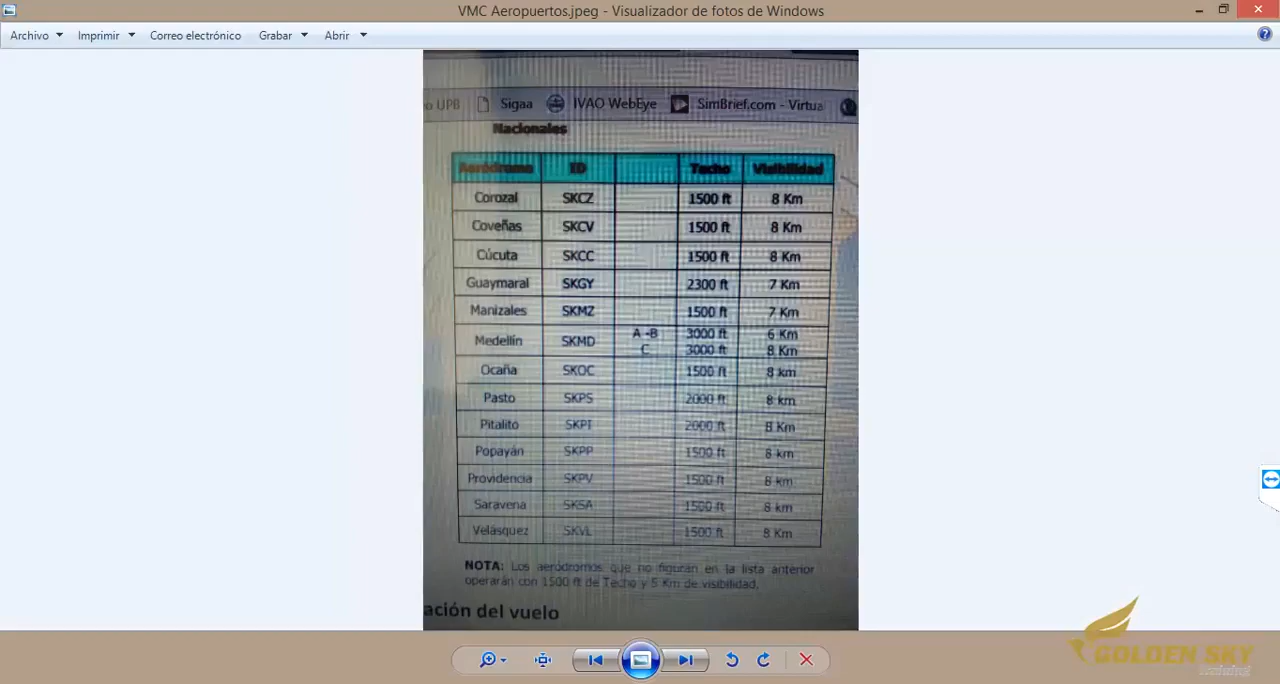 VMC Aeropuertos.jpeg - Visualizador de fotos de Windows
Archivo Imprimir Correo electrónico Grabar Abrir
o UPB Sigaa IVAO WebEye SimBrief.com - Virtua
Nacionales
Aeródromo ID Techo Visibilidad
Corozal SKCZ 1500 ft 8 Km
Coveñas SKCV 1500 ft 8 Km
Cúcuta SKCC 1500 ft 8 Km
Guaymaral SKGY 2300 ft 7 Km
Manizales SKMZ 1500 ft 7 Km
Medellín SKMD A -B 3000 ft 6 Km
C 3000 ft 8 Km
Ocaña SKOC 1500 ft 8 km
Pasto SKPS 2000 ft 8 km
Pitalito SKPI 2000 ft 8 Km
Popayán SKPP 1500 ft 8 km
Providencia SKPV 1500 ft 8 km
Saravena SKSA 1500 ft 8 km
Velásquez SKVL 1500 ft 8 Km
NOTA: Los aeródromos que no figuran en la lista anterior
operarán con 1500 ft de Techo y 5 Km de visibilidad.
ación del vuelo
GOLDEN SKY